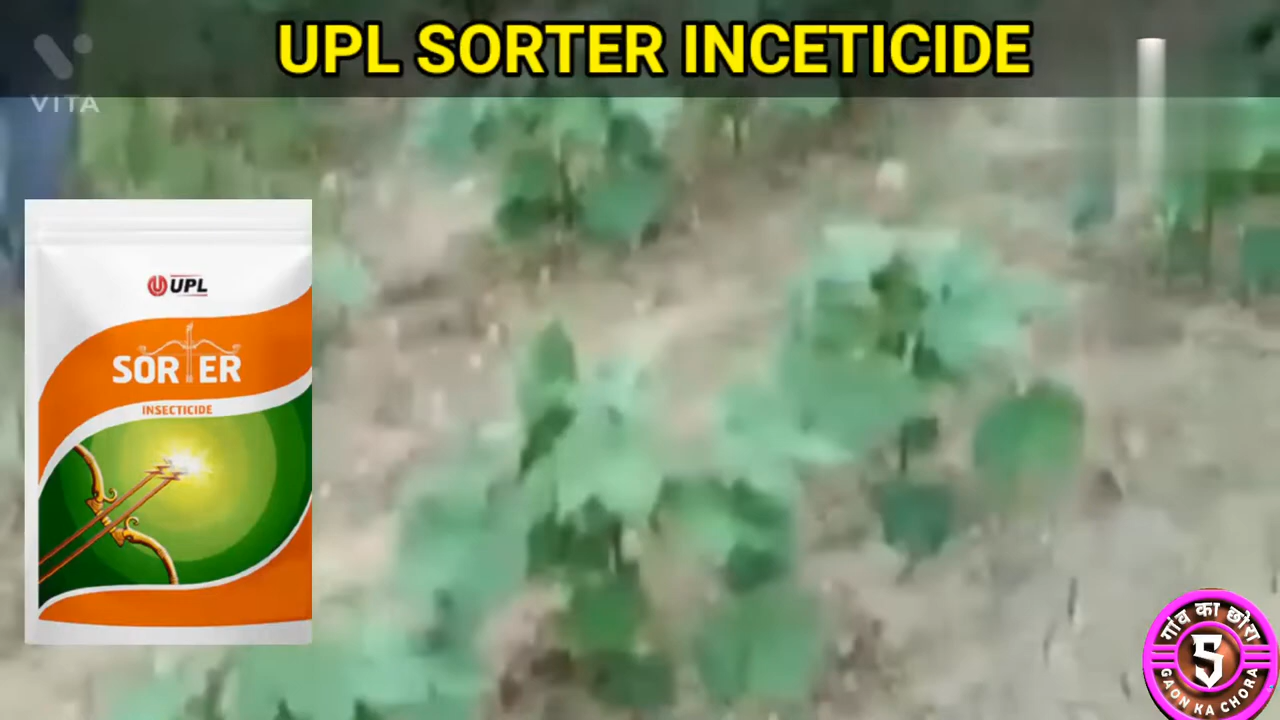 UPL SORTER INCETICIDE
VITA
UPL
SORTER
INSECTICIDE
गांव का छोरा
S
GAON KA CHORA